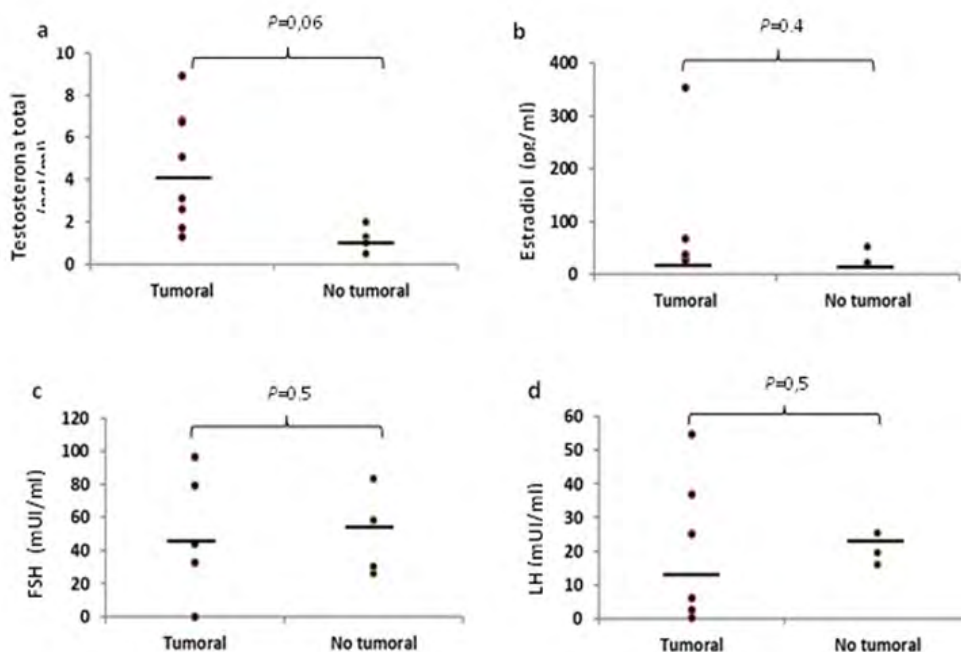 a
P=0,06
Testosterona total
10
8
6
4
2
0
Tumoral No tumoral
b
P=0.4
Estradiol (pg/ml)
400
300
200
100
0
Tumoral No tumoral
c
P=0.5
FSH (mUI/ml)
120
100
80
60
40
20
0
Tumoral No tumoral
d
P=0,5
LH (mUI/ml)
60
50
40
30
20
10
0
Tumoral No tumoral